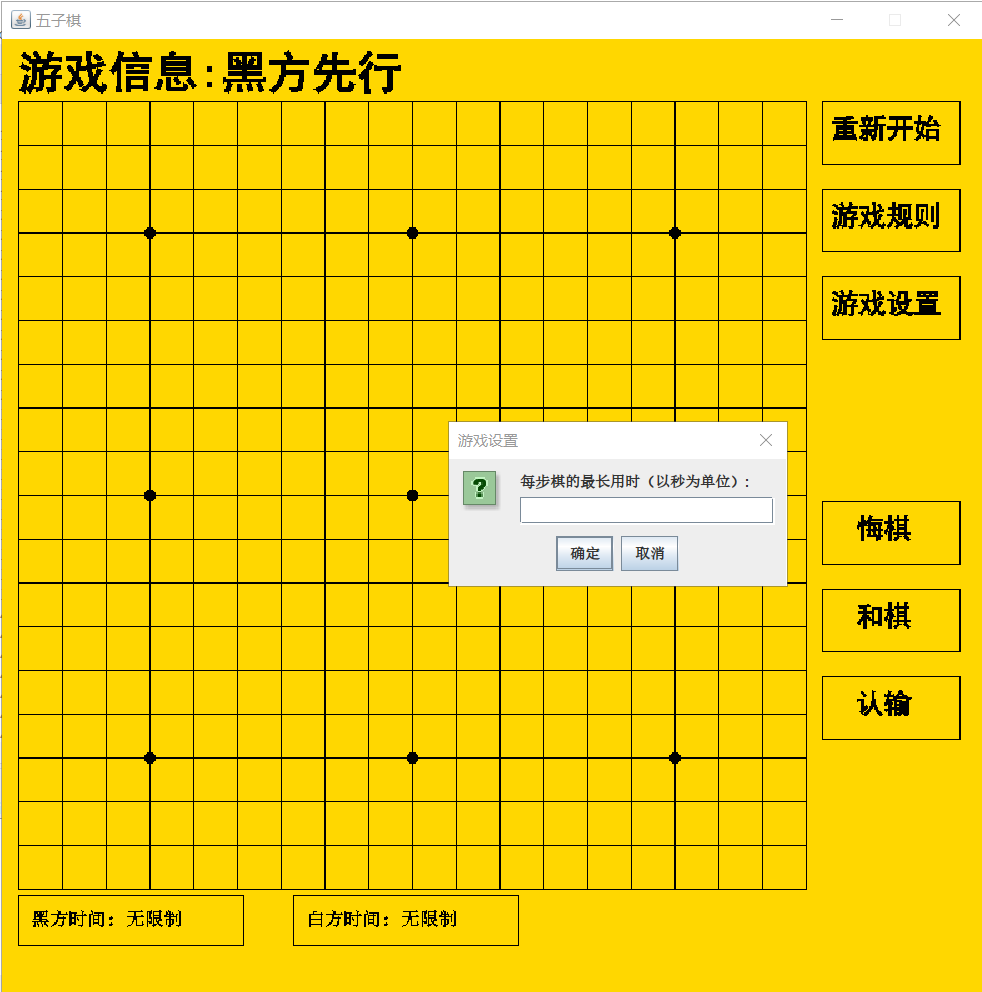 五子棋
游戏信息:黑方先行
重新开始
游戏规则
游戏设置
游戏设置
?
每步棋的最长用时（以秒为单位）:
确定
取消
悔棋
和棋
认输
黑方时间：无限制
白方时间：无限制